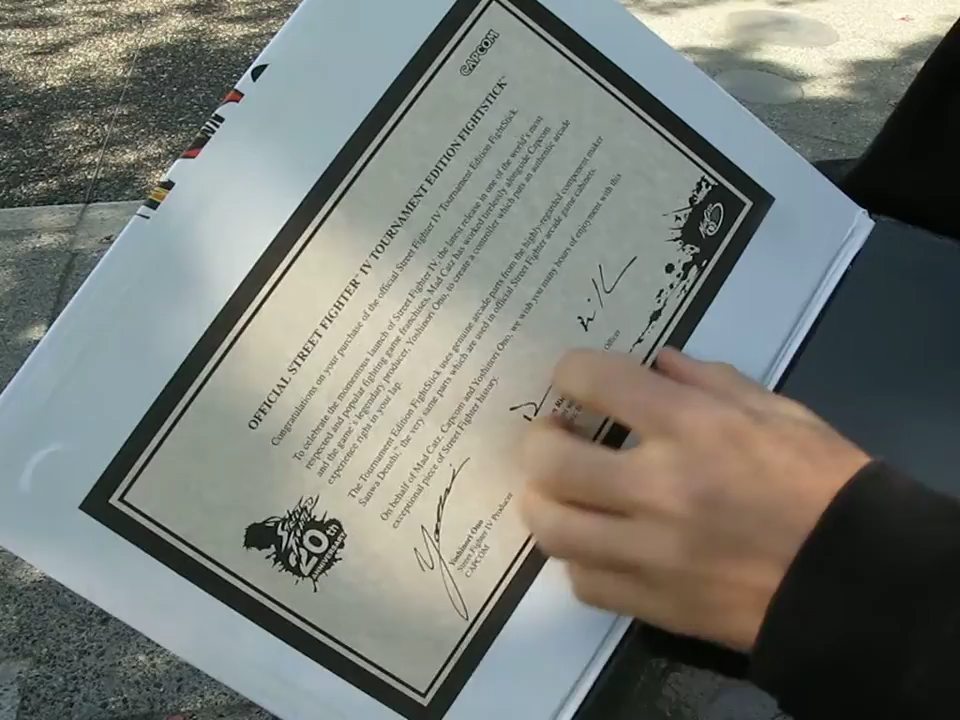 CAPCOM
OFFICIAL STREET FIGHTER™ IV TOURNAMENT EDITION FIGHTSTICK™
Congratulations on your purchase of the official Street Fighter IV Tournament Edition FightStick.
To celebrate the momentous launch of Street Fighter IV, the latest release in one of the world's most
respected and popular fighting game franchises, Mad Catz has worked tirelessly alongside Capcom
and the game's legendary producer, Yoshinori Ono, to create a controller which puts an authentic arcade
experience right in your lap.
The Tournament Edition FightStick uses genuine arcade parts from the highly-regarded component maker
Sanwa Denshi, the very same parts which are used in official Street Fighter arcade game cabinets.
On behalf of Mad Catz, Capcom and Yoshinori Ono, we wish you many hours of enjoyment with this
exceptional piece of Street Fighter history.
20th
ANNIVERSARY
Yoshinori Ono
Street Fighter IV Producer
CAPCOM
Officer